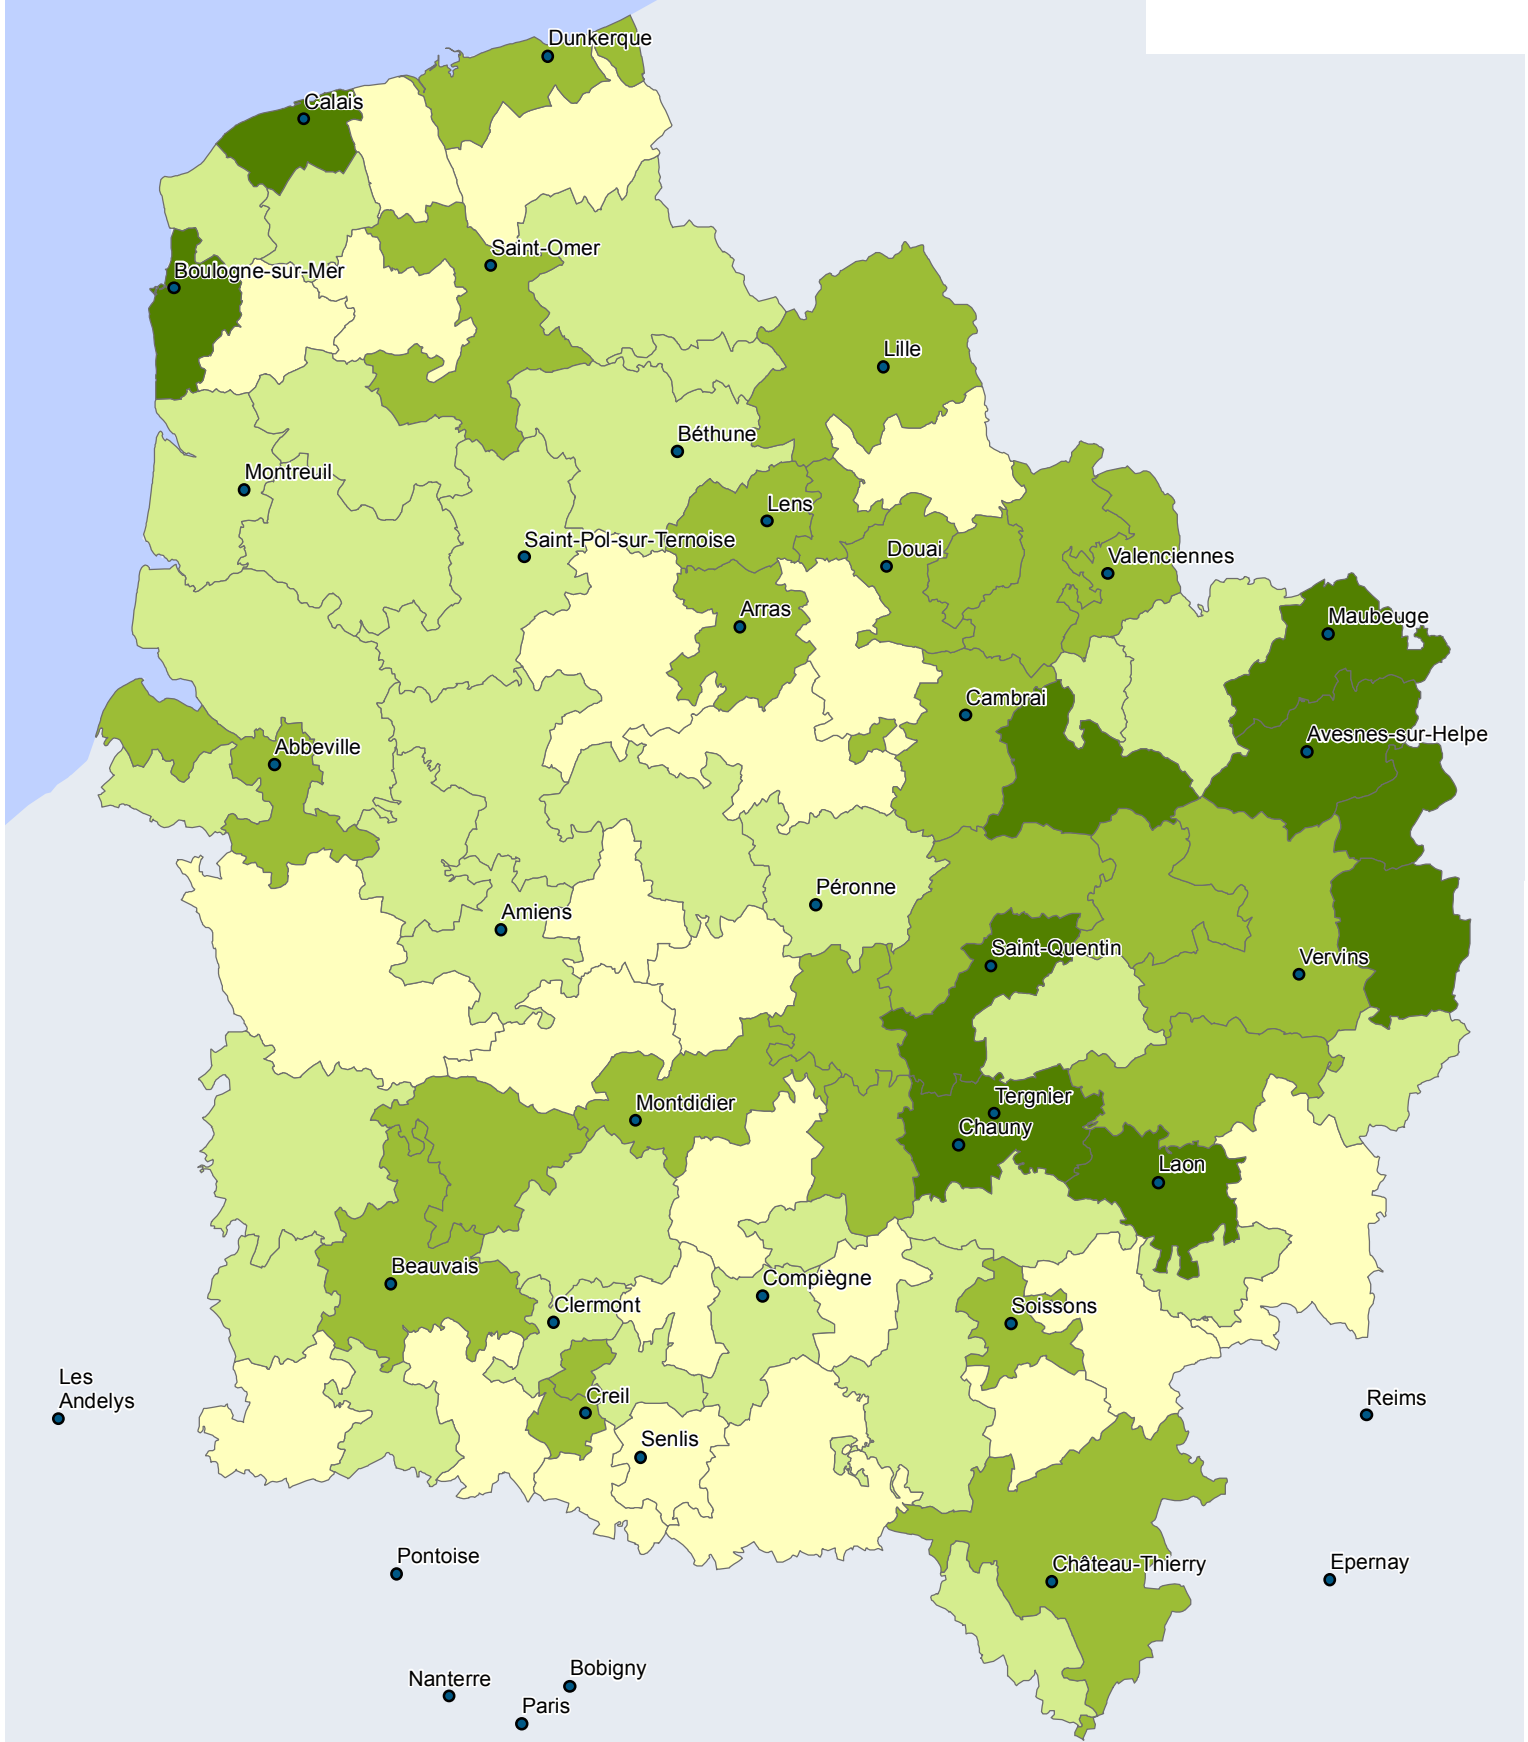 Dunkerque
Calais
Saint-Omer
Boulogne-sur-Mer
Lille
Béthune
Montreuil
Lens
Saint-Pol-sur-Ternoise
Douai
Valenciennes
Arras
Maubeuge
Cambrai
Avesnes-sur-Helpe
Abbeville
Péronne
Amiens
Saint-Quentin
Vervins
Tergnier
Montdidier
Chauny
Laon
Beauvais
Compiègne
Clermont
Soissons
Les
Andelys
Creil
Reims
Senlis
Pontoise
Château-Thierry
Epernay
Bobigny
Nanterre
Paris